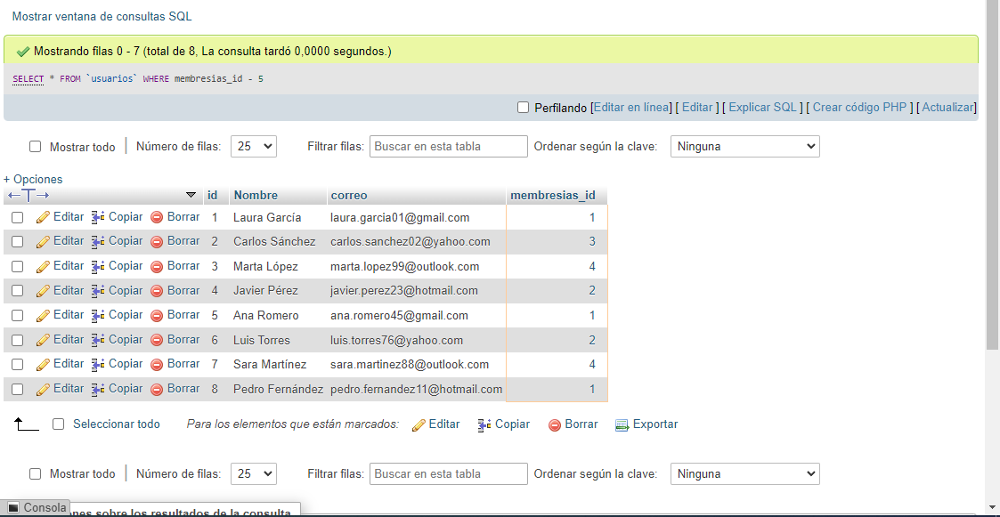 Mostrar ventana de consultas SQL
Mostrando filas 0 - 7 (total de 8, La consulta tardó 0,0000 segundos.)
SELECT * FROM `usuarios` WHERE membresias_id - 5
Perfilando [Editar en línea] [ Editar ] [ Explicar SQL ] [ Crear código PHP ] [ Actualizar]
Mostrar todo | Número de filas: 25 Filtrar filas: Buscar en esta tabla Ordenar según la clave: Ninguna
+ Opciones
←T→ id Nombre correo membresias_id
Editar Copiar Borrar 1 Laura García laura.garcia01@gmail.com 1
Editar Copiar Borrar 2 Carlos Sánchez carlos.sanchez02@yahoo.com 3
Editar Copiar Borrar 3 Marta López marta.lopez99@outlook.com 4
Editar Copiar Borrar 4 Javier Pérez javier.perez23@hotmail.com 2
Editar Copiar Borrar 5 Ana Romero ana.romero45@gmail.com 1
Editar Copiar Borrar 6 Luis Torres luis.torres76@yahoo.com 2
Editar Copiar Borrar 7 Sara Martínez sara.martinez88@outlook.com 4
Editar Copiar Borrar 8 Pedro Fernández pedro.fernandez11@hotmail.com 1
Seleccionar todo Para los elementos que están marcados: Editar Copiar Borrar Exportar
Mostrar todo | Número de filas: 25 Filtrar filas: Buscar en esta tabla Ordenar según la clave: Ninguna
Consola nes sobre los resultados de la consulta